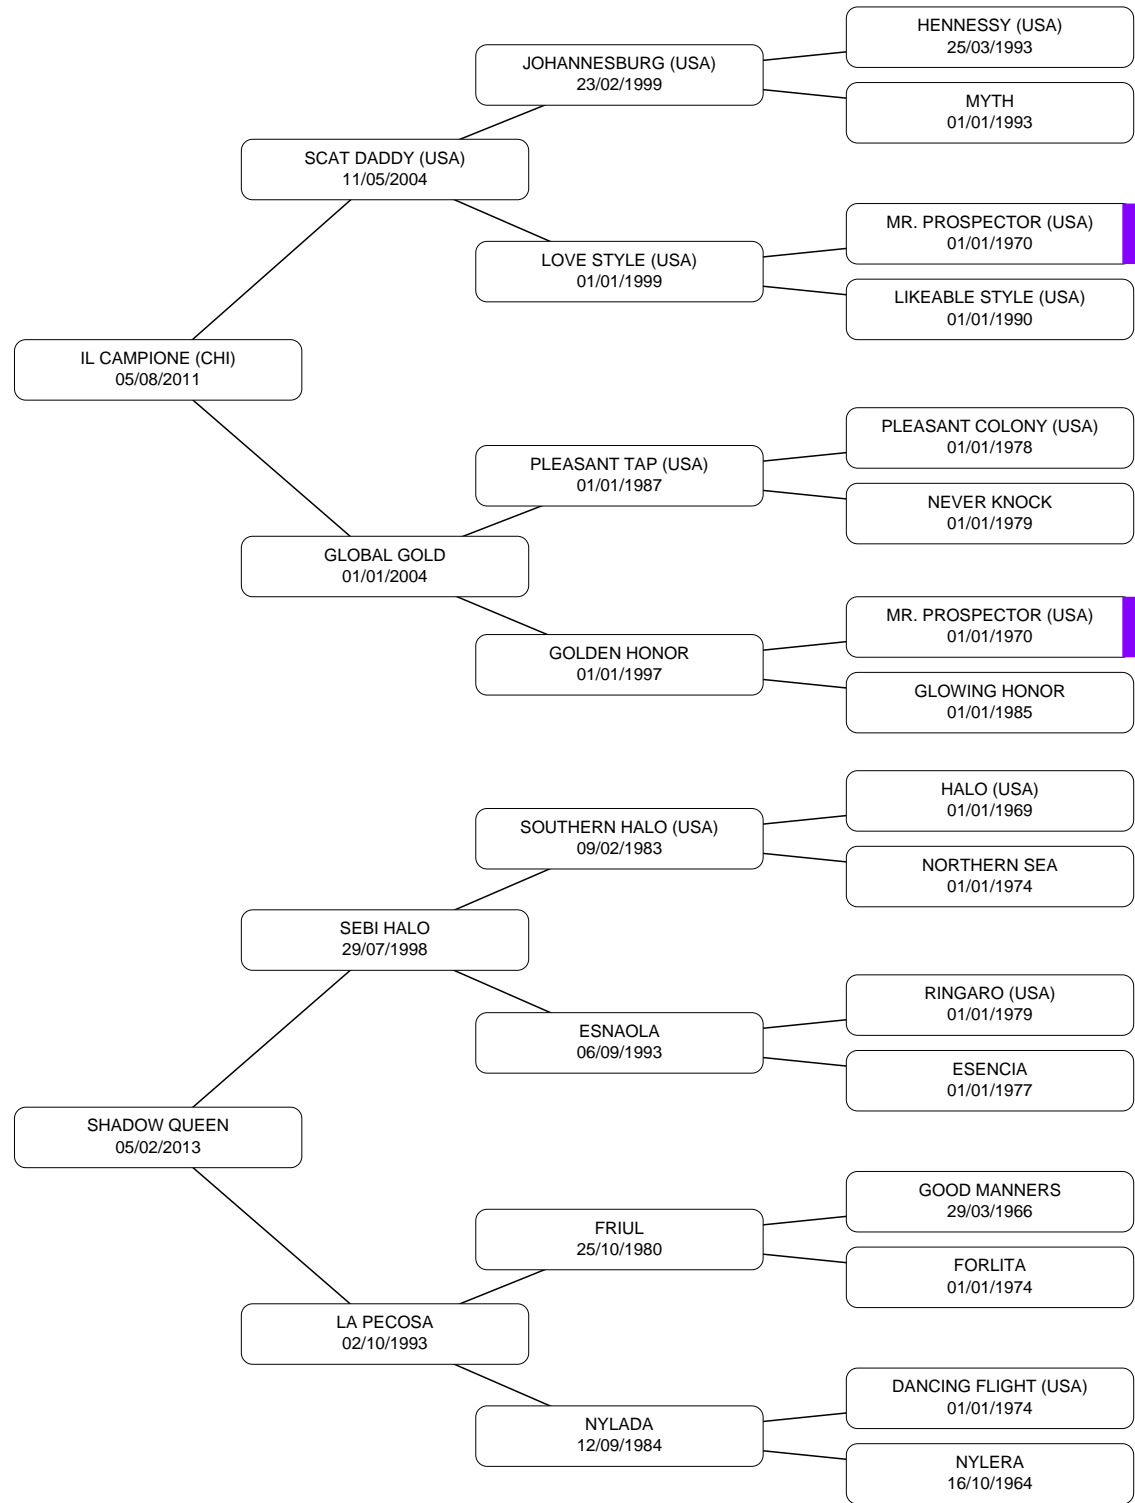 HENNESSY (USA)
25/03/1993
JOHANNESBURG (USA)
23/02/1999
MYTH
01/01/1993
SCAT DADDY (USA)
11/05/2004
MR. PROSPECTOR (USA)
01/01/1970
LOVE STYLE (USA)
01/01/1999
LIKEABLE STYLE (USA)
01/01/1990
IL CAMPIONE (CHI)
05/08/2011
PLEASANT COLONY (USA)
01/01/1978
PLEASANT TAP (USA)
01/01/1987
NEVER KNOCK
01/01/1979
GLOBAL GOLD
01/01/2004
MR. PROSPECTOR (USA)
01/01/1970
GOLDEN HONOR
01/01/1997
GLOWING HONOR
01/01/1985
HALO (USA)
01/01/1969
SOUTHERN HALO (USA)
09/02/1983
NORTHERN SEA
01/01/1974
SEBI HALO
29/07/1998
RINGARO (USA)
01/01/1979
ESNAOLA
06/09/1993
ESENCIA
01/01/1977
SHADOW QUEEN
05/02/2013
GOOD MANNERS
29/03/1966
FRIUL
25/10/1980
FORLITA
01/01/1974
LA PECOSA
02/10/1993
DANCING FLIGHT (USA)
01/01/1974
NYLADA
12/09/1984
NYLERA
16/10/1964